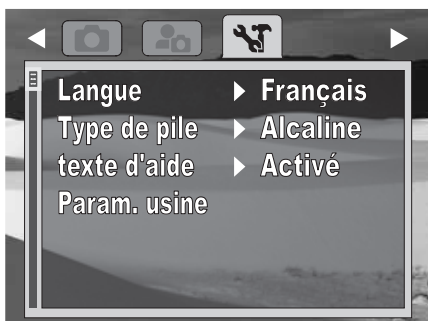 Langue Français
Type de pile Alcaline
texte d'aide Activé
Param. usine